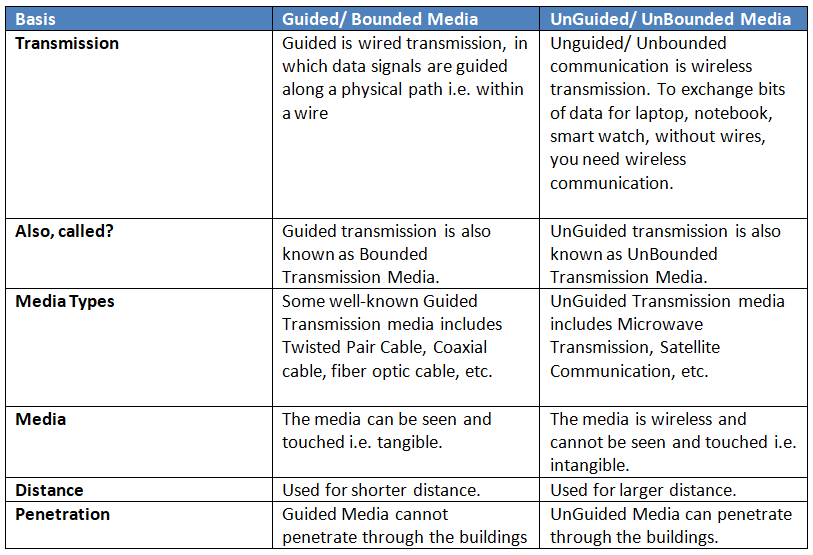 Basis Guided/ Bounded Media UnGuided/ UnBounded Media
Transmission
Guided is wired transmission, in
which data signals are guided
along a physical path i.e. within
a wire
Unguided/ Unbounded
communication is wireless
transmission. To exchange bits
of data for laptop, notebook,
smart watch, without wires,
you need wireless
communication.
Also, called?
Guided transmission is also
known as Bounded
Transmission Media.
UnGuided transmission is also
known as UnBounded
Transmission Media.
Media Types
Some well-known Guided
Transmission media includes
Twisted Pair Cable, Coaxial
cable, fiber optic cable, etc.
UnGuided Transmission media
includes Microwave
Transmission, Satellite
Communication, etc.
Media
The media can be seen and
touched i.e. tangible.
The media is wireless and
cannot be seen and touched i.e.
intangible.
Distance
Used for shorter distance.
Used for larger distance.
Penetration
Guided Media cannot
penetrate through the buildings
UnGuided Media can penetrate
through the buildings.